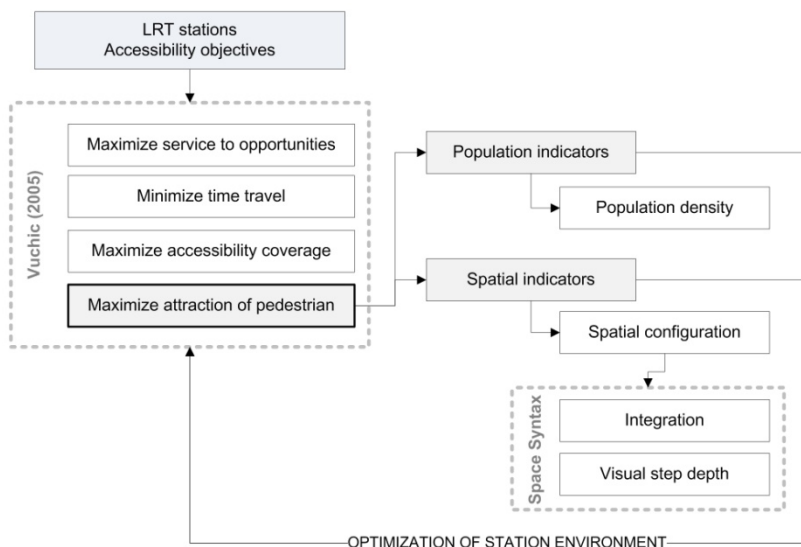 LRT stations
Accessibility objectives
Vuchic (2005)
Maximize service to opportunities
Minimize time travel
Maximize accessibility coverage
Maximize attraction of pedestrian
Population indicators
Population density
Spatial indicators
Spatial configuration
Space Syntax
Integration
Visual step depth
OPTIMIZATION OF STATION ENVIRONMENT